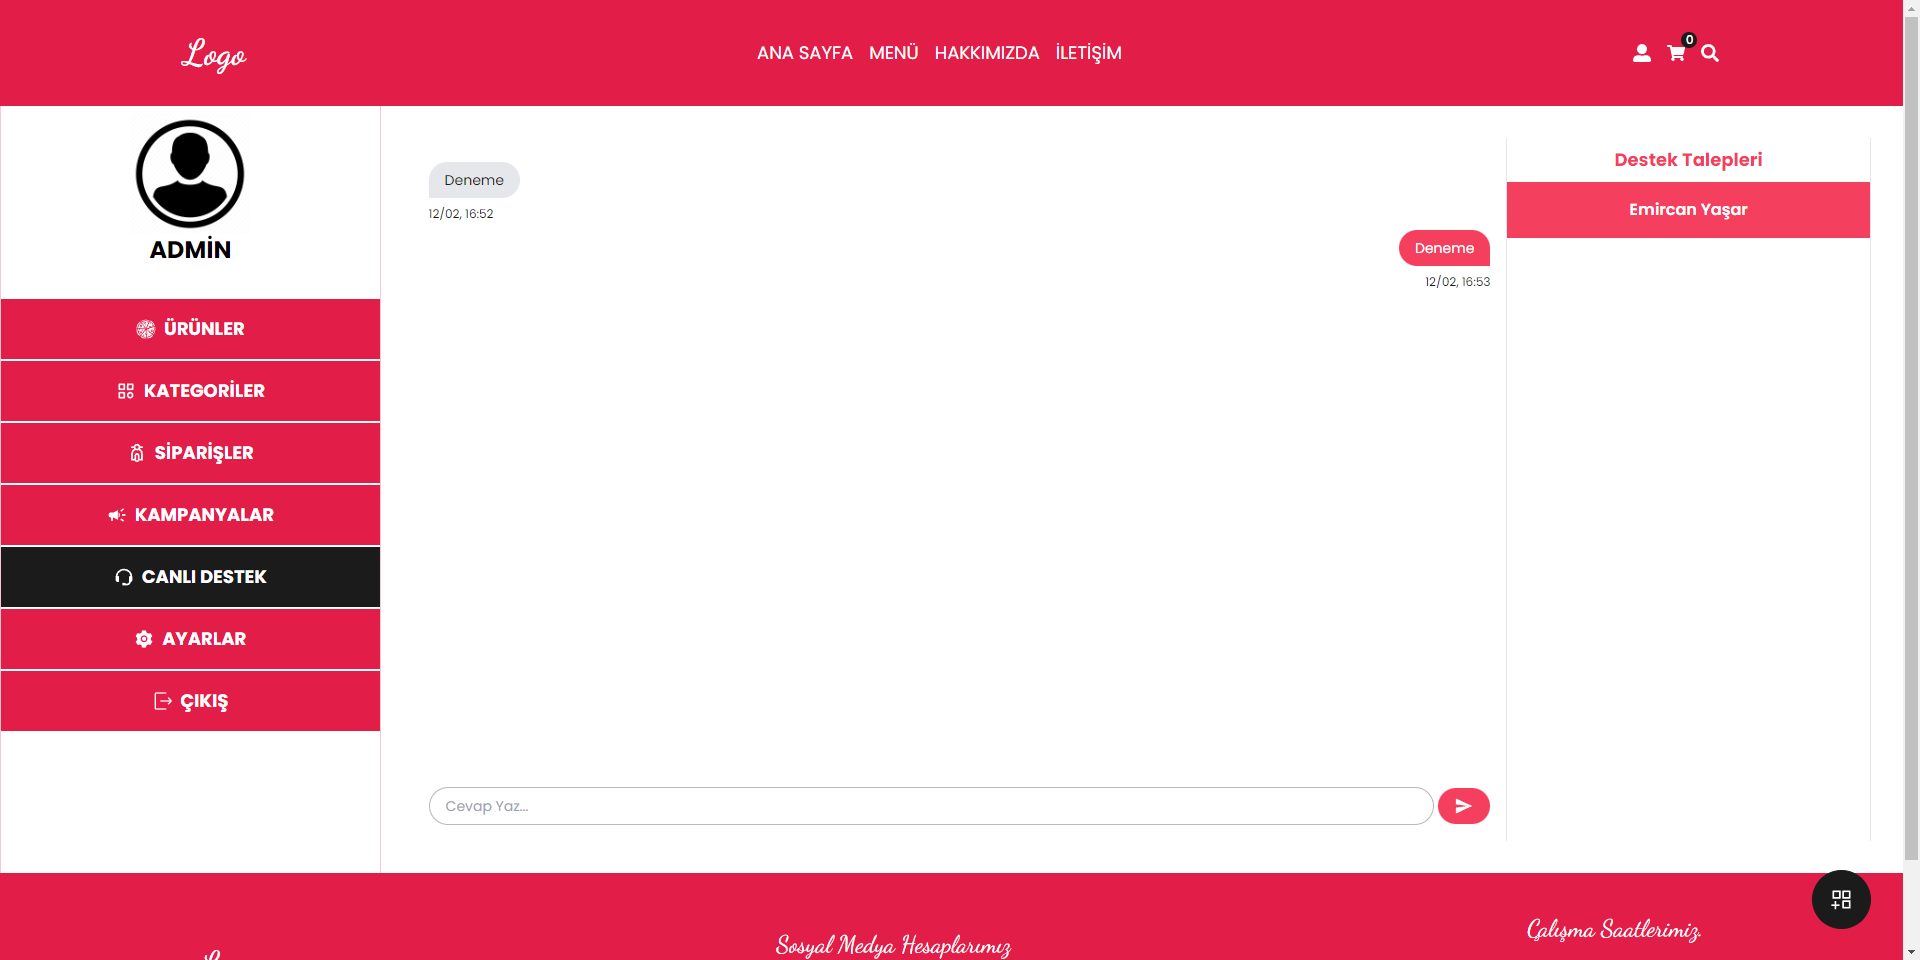 Logo
ANA SAYFA MENÜ HAKKIMIZDA İLETİŞİM
0
ADMİN
ÜRÜNLER
KATEGORİLER
SİPARİŞLER
KAMPANYALAR
CANLI DESTEK
AYARLAR
ÇIKIŞ
Deneme
12/02, 16:52
Deneme
12/02, 16:53
Cevap Yaz...
Destek Talepleri
Emircan Yaşar
Sosyal Medya Hesaplarımız
Çalışma Saatlerimiz.